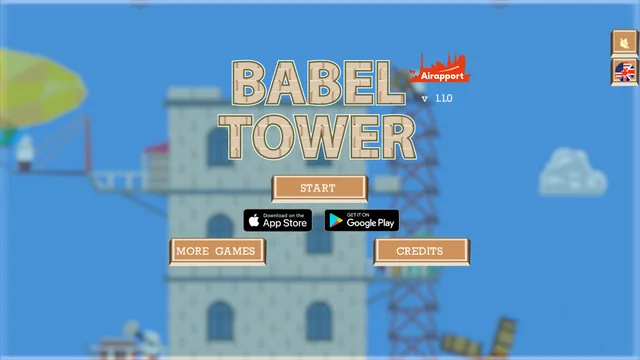 BABEL
by Airapport
v 1.1.0
TOWER
START
Download on the
App Store
GET IT ON
Google Play
MORE GAMES
CREDITS